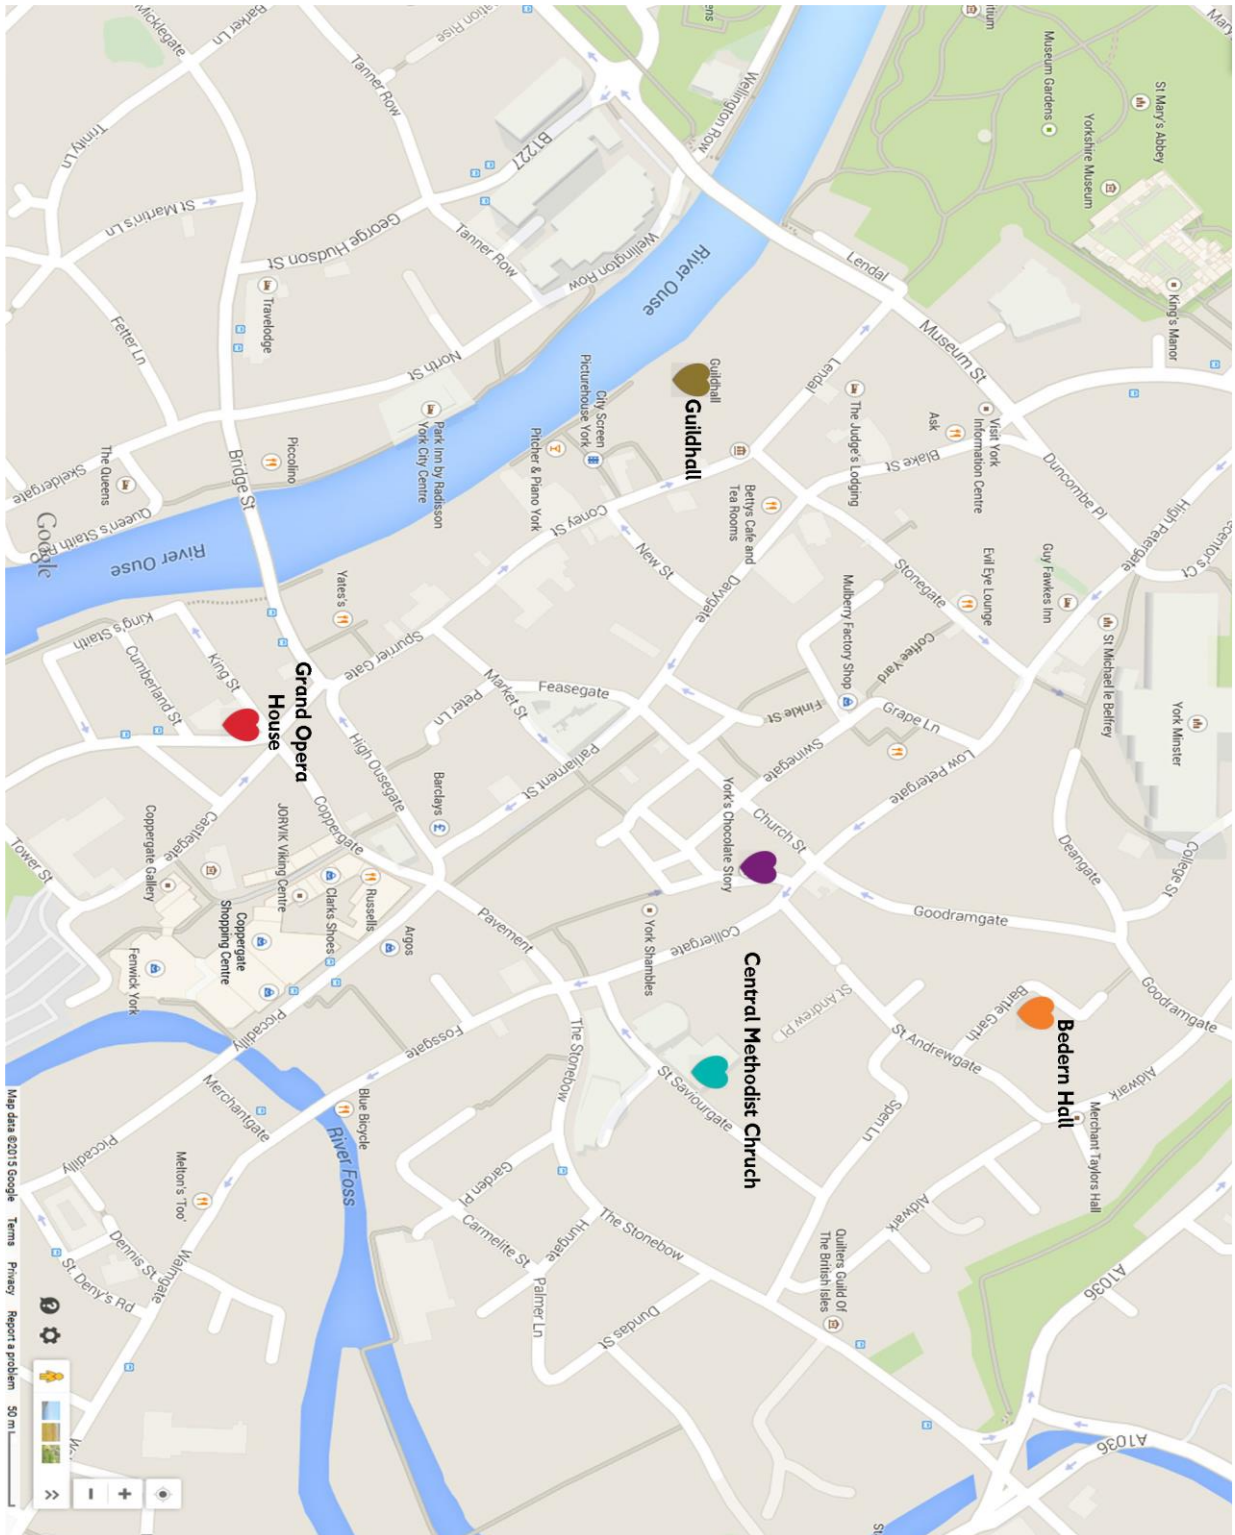 Mary
St Mary's Abbey
Yorkshire Museum
Museum Gardens
King's Manor
York Minster
College St
High Petergate
St Michael le Belfrey
Guy Fawkes Inn
Deangate
Goodramgate
Goodramgate
A1036
A1036
Duncombe Pl
Visit York
Information Centre
Ask
Museum St
Lendal
Lendal
The Judge's Lodging
Blake St
Evil Eye Lounge
Stonegate
Coffee Yard
Mulberry Factory Shop
Grape Ln
Low Petergate
Finkle St
Swinegate
Church St
York's Chocolate Story
Bartle Garth
Bedern Hall
Aldwark
Merchant Taylors Hall
St Andrewgate
St Andrew Pl
Spen Ln
Aldwark
Quilters Guild Of
The British Isles
Central Methodist Chruch
St Saviourgate
Colliergate
York Shambles
Guildhall
Guildhall
Bettys Cafe and
Tea Rooms
Davygate
New St
Coney St
City Screen
Picturehouse York
Pitcher & Piano York
River Ouse
Wellington Row
Wellington Row
Feasegate
Market St
Parliament St
Peter Ln
Barclays
Spurrier Gate
High Ousegate
Pavement
The Stonebow
The Stonebow
Garden Pl
Hungate
Carmelite St
Palmer Ln
Dundas St
Fossgate
Blue Bicycle
River Foss
B1227
Tanner Row
Tanner Row
George Hudson St
North St
Park Inn by Radisson
York City Centre
Yates's
Grand Opera
House
Coppergate
Argos
Russells
Clarks Shoes
JORVIK Viking Centre
Coppergate
Shopping Centre
Fenwick York
Coppergate Gallery
Castlegate
Piccadilly
Merchantgate
Piccadilly
Melton's 'Too'
Walmgate
Dennis St
St. Deny's Rd
Barker Ln
Micklegate
Trinity Ln
St Martin's Ln
Travelodge
Fetter Ln
Piccolino
Bridge St
The Queens
Skeldergate
Queen's Staith Rd
River Ouse
King's Staith
King St
Cumberland St
Tower St
Google
Map data ©2015 Google Terms Privacy Report a problem 50 m